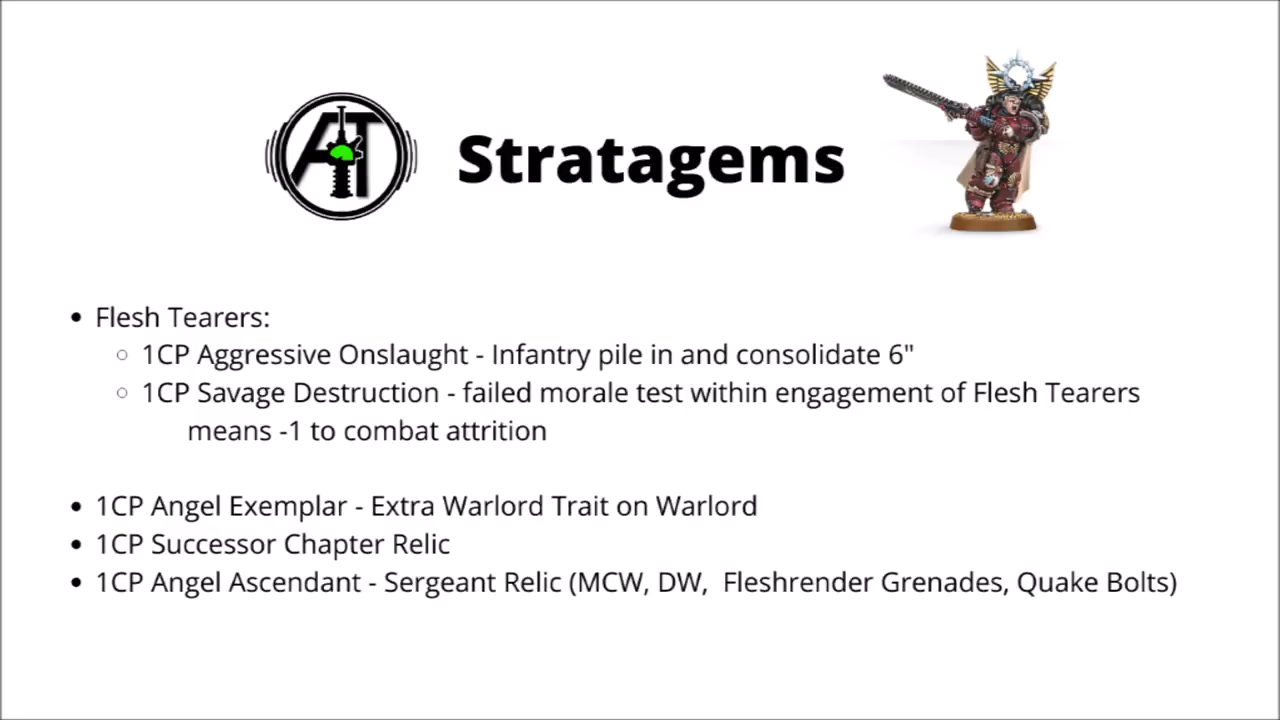 AT
Stratagems
• Flesh Tearers:
○ 1CP Aggressive Onslaught - Infantry pile in and consolidate 6"
○ 1CP Savage Destruction - failed morale test within engagement of Flesh Tearers
means -1 to combat attrition
• 1CP Angel Exemplar - Extra Warlord Trait on Warlord
• 1CP Successor Chapter Relic
• 1CP Angel Ascendant - Sergeant Relic (MCW, DW, Fleshrender Grenades, Quake Bolts)